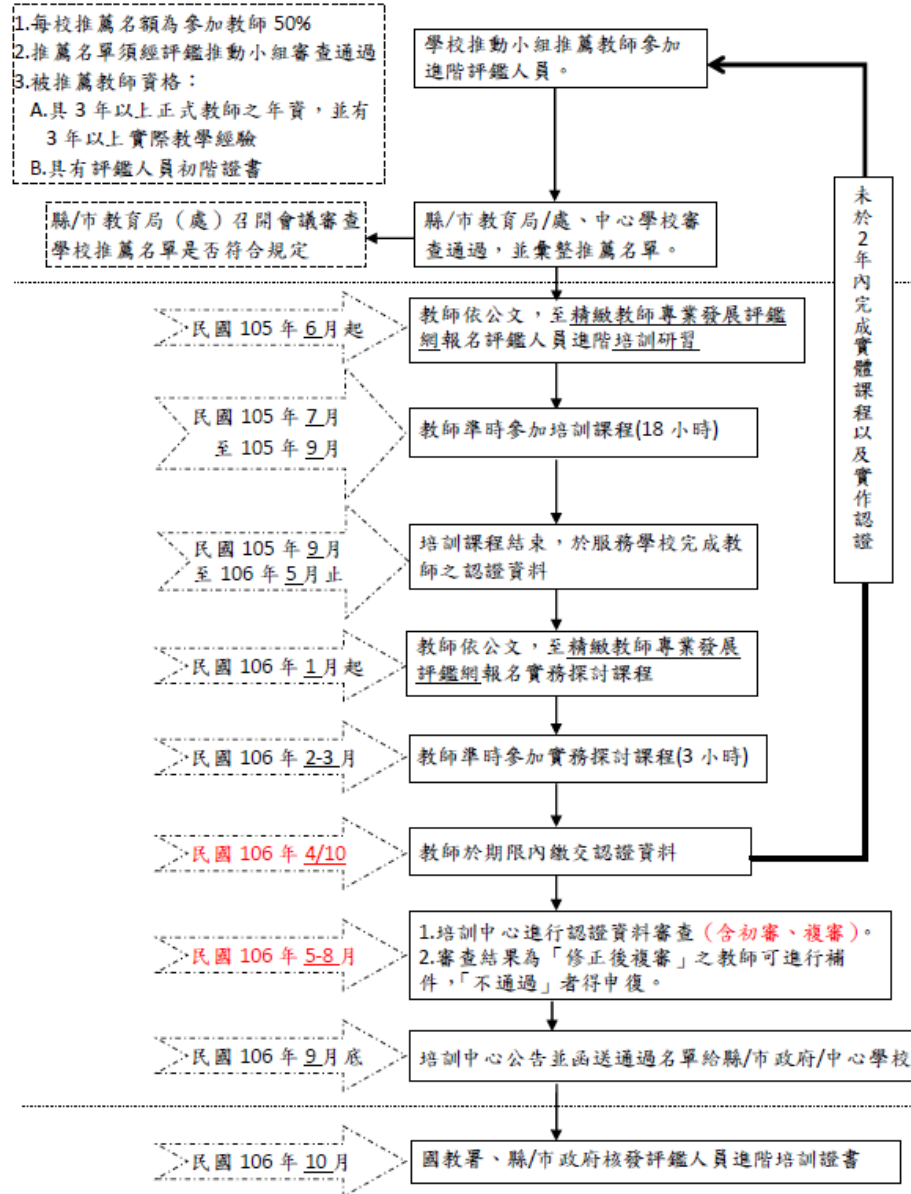 1.每校推薦名額為參加教師 50%
2.推薦名單須經評鑑推動小組審查通過
3.被推薦教師資格：
A.具 3 年以上正式教師之年資，並有
3 年以上實際教學經驗
B.具有評鑑人員初階證書
學校推動小組推薦教師參加
進階評鑑人員。
縣/市教育局（處）召開會議審查
學校推薦名單是否符合規定
縣/市教育局/處、中心學校審
查通過，並彙整推薦名單。
未於2年內完成實體課程以及實作認證
民國 105 年 6 月起
教師依公文，至精緻教師專業發展評鑑
網報名評鑑人員進階培訓研習
民國 105 年 7 月
至 105 年 9 月
教師準時參加培訓課程(18 小時)
民國 105 年 9 月
至 106 年 5 月止
培訓課程結束，於服務學校完成教
師之認證資料
民國 106 年 1 月起
教師依公文，至精緻教師專業發展
評鑑網報名實務探討課程
民國 106 年 2-3 月
教師準時參加實務探討課程(3 小時)
民國 106 年 4/10
教師於期限內繳交認證資料
民國 106 年 5-8 月
1.培訓中心進行認證資料審查（含初審、複審）。
2.審查結果為「修正後複審」之教師可進行補
件，「不通過」者得申復。
民國 106 年 9 月底
培訓中心公告並函送通過名單給縣/市政府/中心學校
民國 106 年 10 月
國教署、縣/市政府核發評鑑人員進階培訓證書